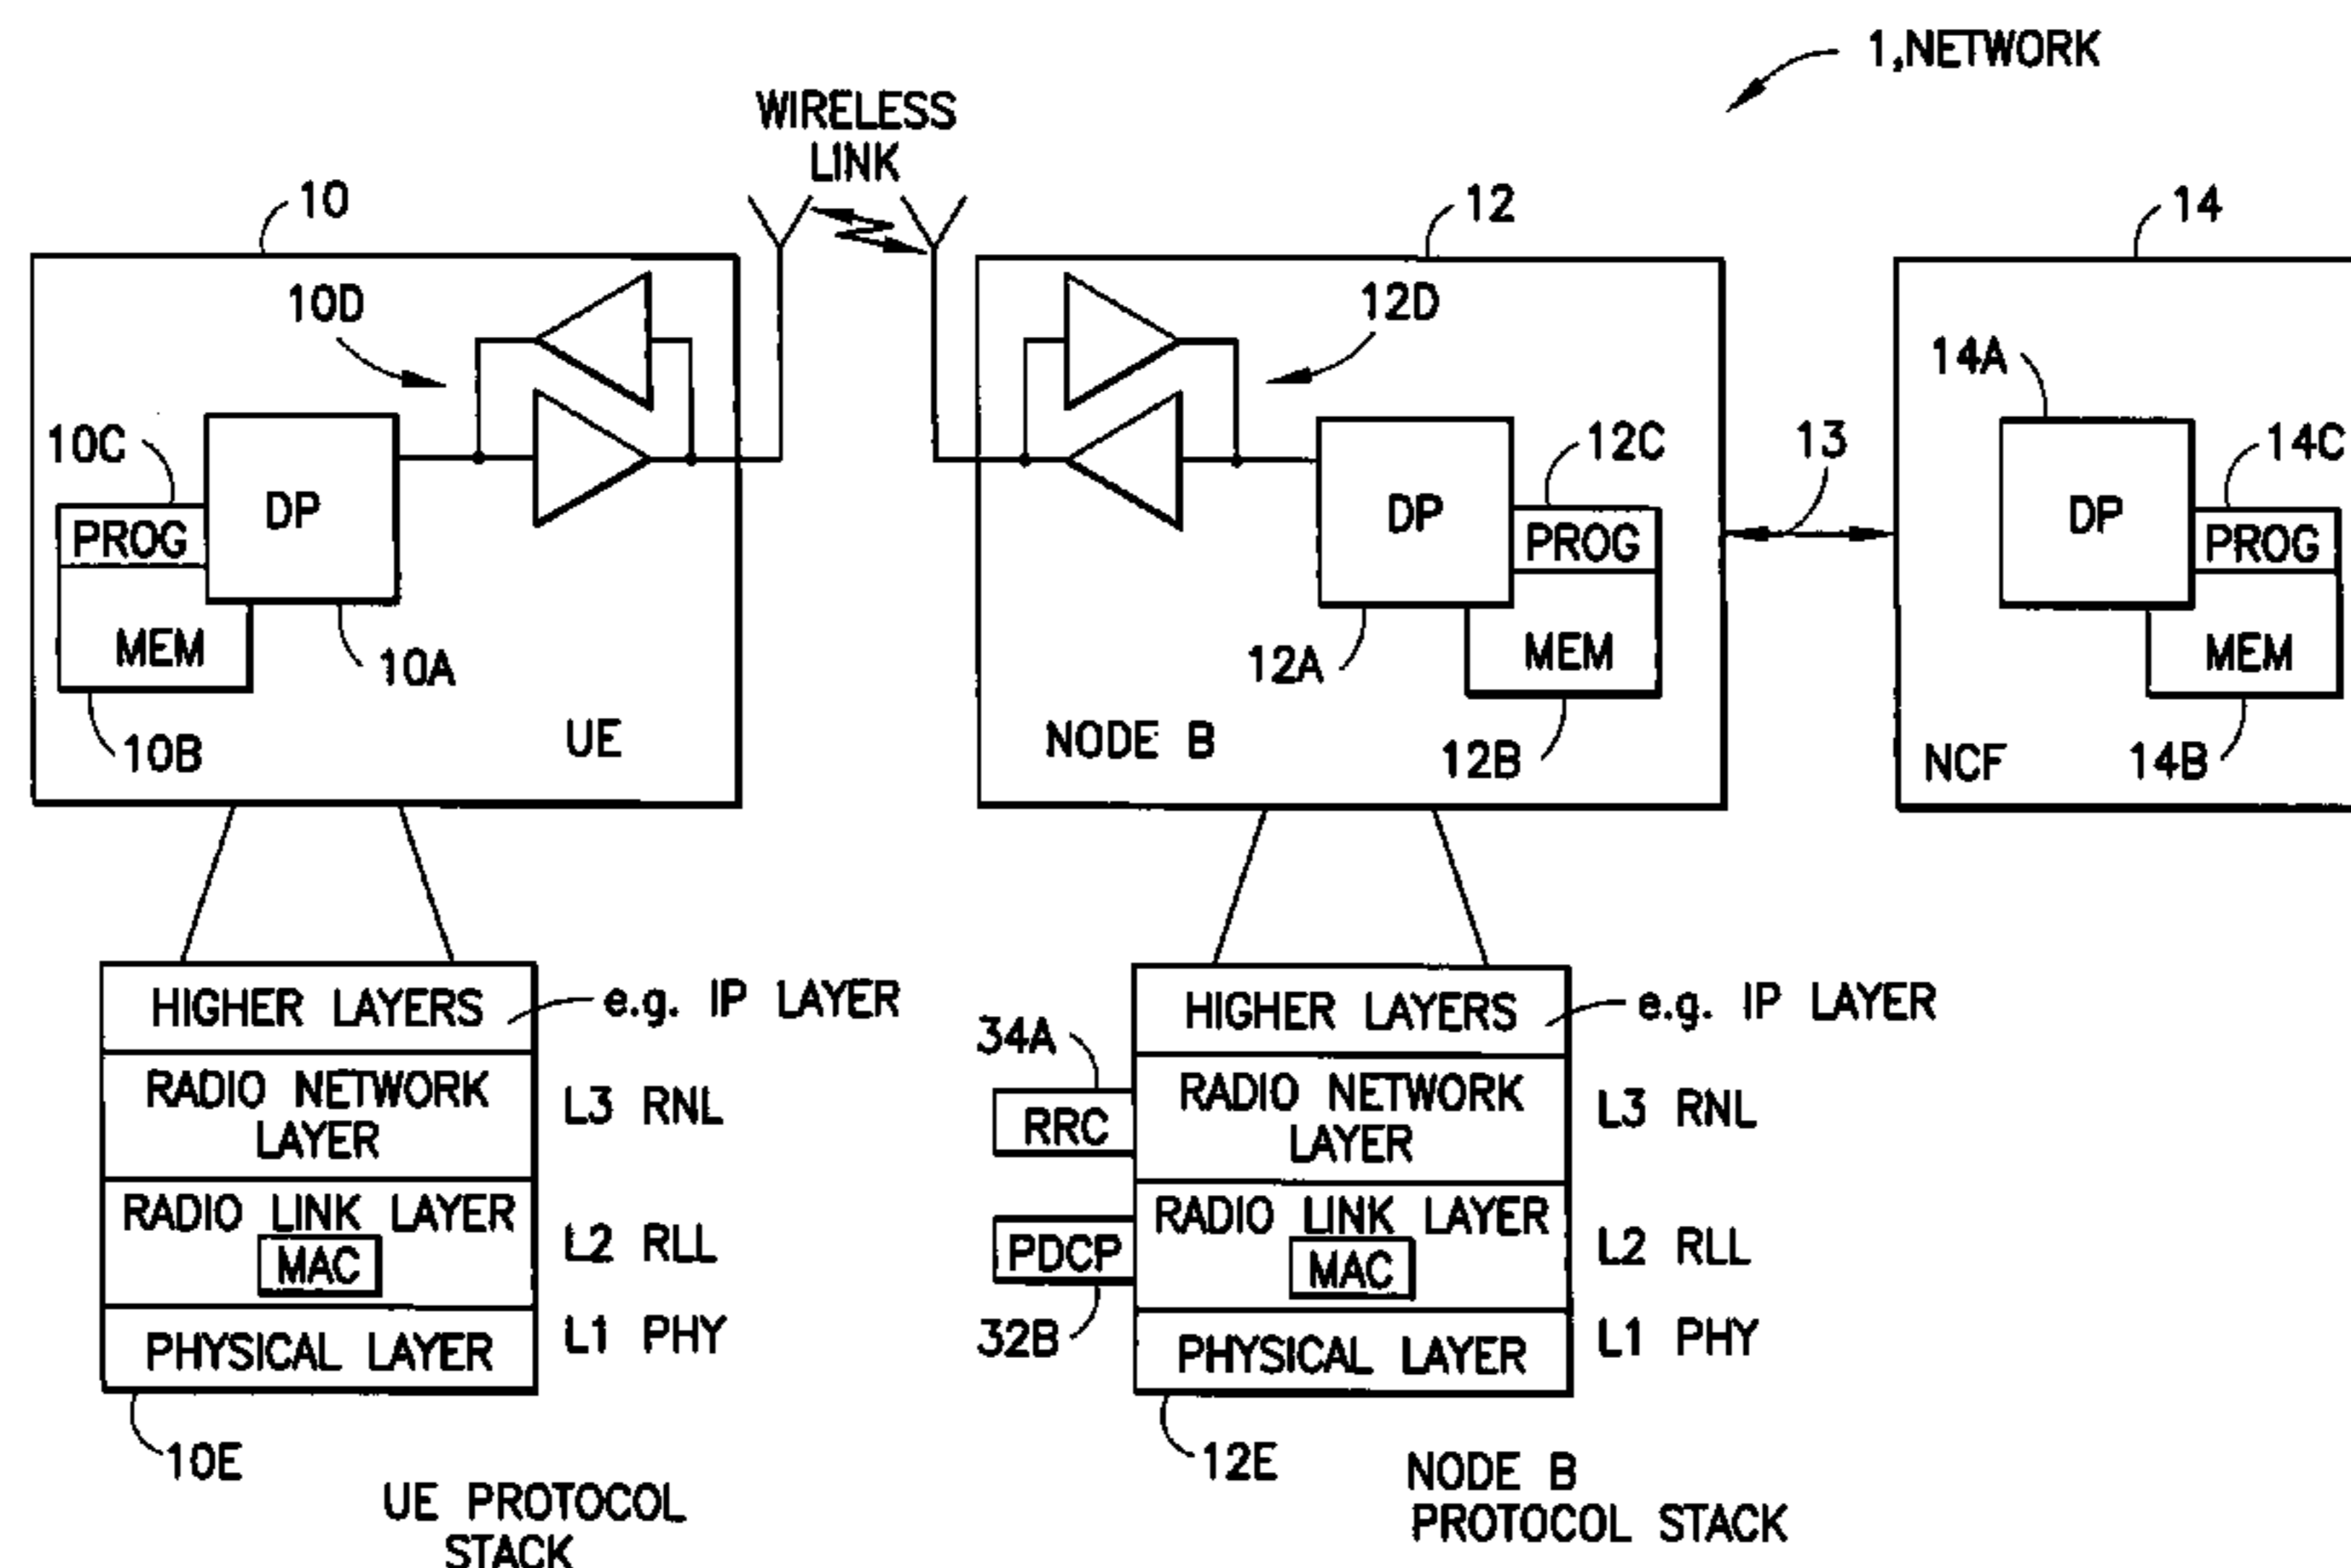 1,NETWORK
WIRELESS
LINK
10
12
14
10D
12D
14A
10C
DP
PROG
MEM
10A
10B
UE
DP
12C
PROG
MEM
12A
12B
NODE B
13
DP
14C
PROG
MEM
14B
NCF
HIGHER LAYERS
e.g. IP LAYER
RADIO NETWORK
LAYER
L3 RNL
RADIO LINK LAYER
MAC
L2 RLL
PHYSICAL LAYER
L1 PHY
10E
UE PROTOCOL
STACK
HIGHER LAYERS
e.g. IP LAYER
34A
RRC
RADIO NETWORK
LAYER
L3 RNL
RADIO LINK LAYER
PDCP
MAC
L2 RLL
32B
PHYSICAL LAYER
L1 PHY
12E
NODE B
PROTOCOL STACK